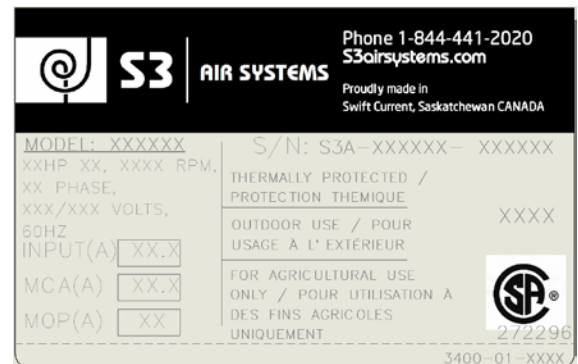 S3 AIR SYSTEMS
Phone 1-844-441-2020
S3airsystems.com
Proudly made in
Swift Current, Saskatchewan CANADA
MODEL: XXXXXX
XXHP XX, XXXX RPM,
XX PHASE,
XXX/XXX VOLTS,
60HZ
INPUT(A) XX.X
MCA(A) XX.X
MOP(A) XX
S/N: S3A-XXXXXX- XXXXXX
THERMALLY PROTECTED /
PROTECTION THEMIQUE
OUTDOOR USE / POUR
USAGE À L' EXTÉRIEUR
XXXX
FOR AGRICULTURAL USE
ONLY / POUR UTILISATION À
DES FINS AGRICOLES
UNIQUEMENT
SA ®
272296
3400-01-XXXX